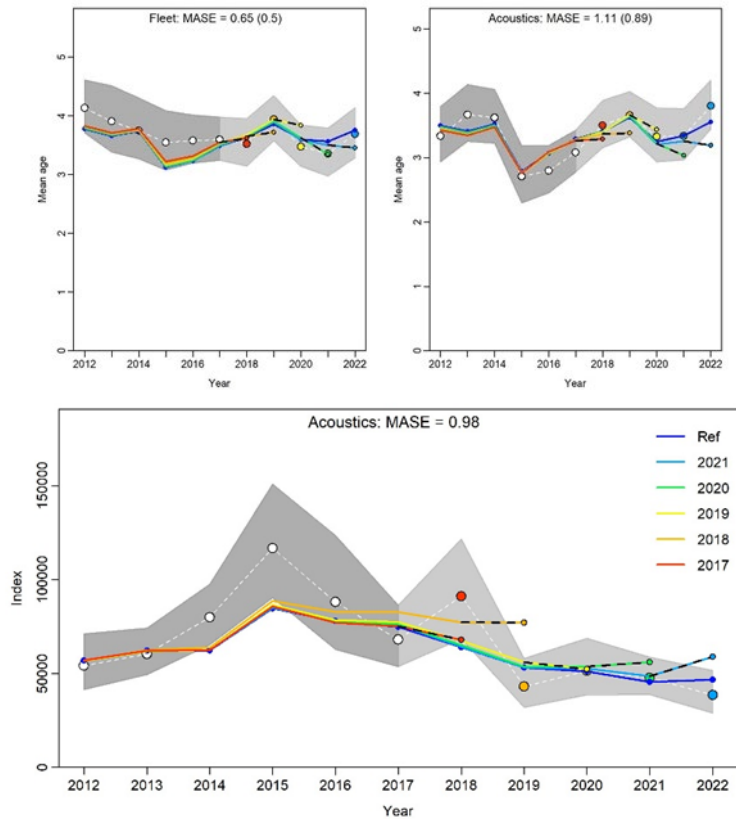 Fleet: MASE = 0.65 (0.5)
Mean age
5
4
3
2
1
0
2012 2014 2016 2018 2020 2022
Year
Acoustics: MASE = 1.11 (0.89)
Mean age
5
4
3
2
1
0
2012 2014 2016 2018 2020 2022
Year
Acoustics: MASE = 0.98
Index
150000
100000
50000
0
Ref
2021
2020
2019
2018
2017
2012 2013 2014 2015 2016 2017 2018 2019 2020 2021 2022
Year